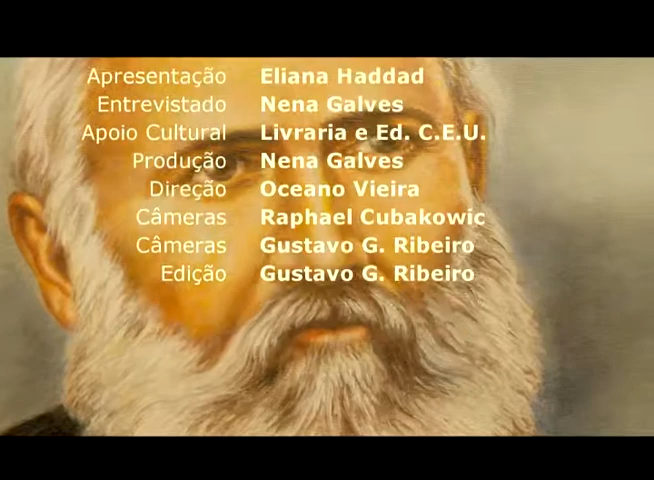 Apresentação Eliana Haddad
Entrevistado Nena Galves
Apoio Cultural Livraria e Ed. C.E.U.
Produção Nena Galves
Direção Oceano Vieira
Câmeras Raphael Cubakowic
Câmeras Gustavo G. Ribeiro
Edição Gustavo G. Ribeiro